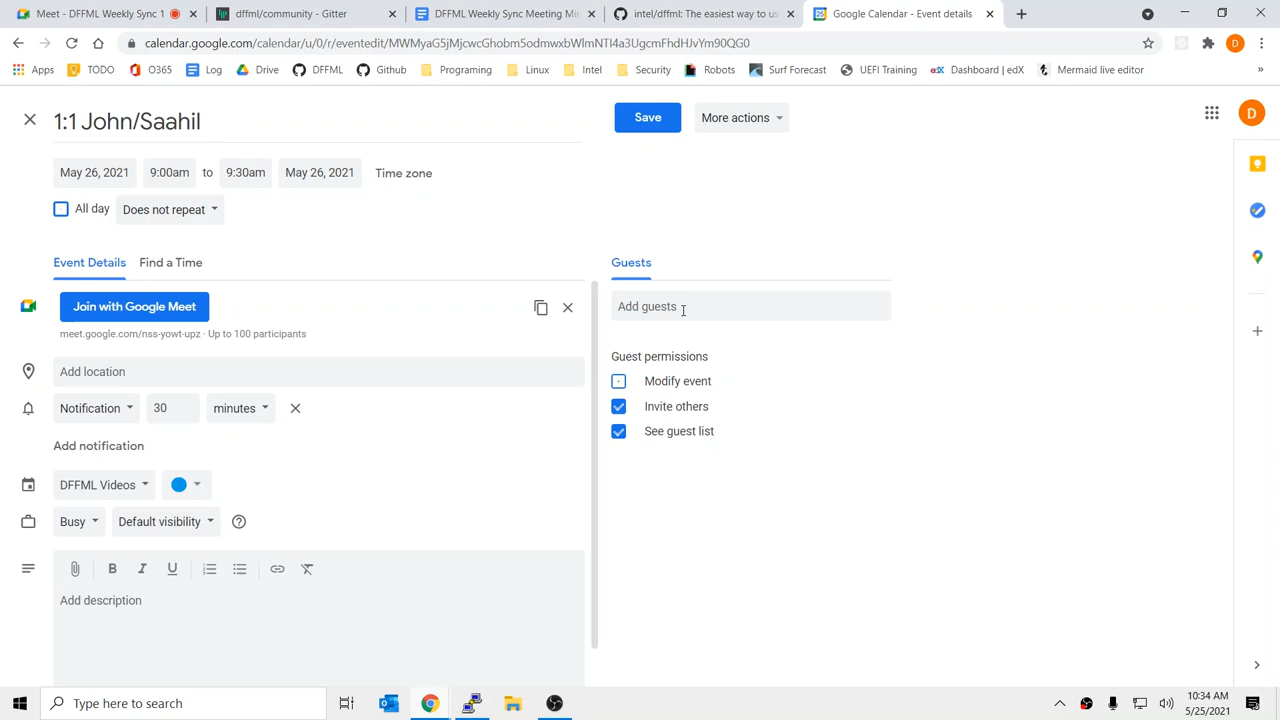 Meet - DFFML Weekly Sync
dffml/community - Gitter
DFFML Weekly Sync Meeting Min
intel/dffml: The easiest way to us
Google Calendar - Event details
calendar.google.com/calendar/u/0/r/eventedit/MWMyaG5jMjcwcGhobm5odmwxbWlmNTI4a3UgcmFhdHJvYm90QG0
D
Apps
TODO
O365
Log
Drive
DFFML
Github
Programing
Linux
Intel
Security
Robots
Surf Forecast
UEFI Training
Dashboard | edX
Mermaid live editor
»
1:1 John/Saahil
Save
More actions
D
May 26, 2021
9:00am
to
9:30am
May 26, 2021
Time zone
All day
Does not repeat
Event Details
Find a Time
Guests
Join with Google Meet
meet.google.com/nss-yowt-upz · Up to 100 participants
Add guests
Guest permissions
Modify event
Invite others
See guest list
Add location
Notification
30
minutes
Add notification
DFFML Videos
Busy
Default visibility
B I U
Add description
Type here to search
10:34 AM
5/25/2021